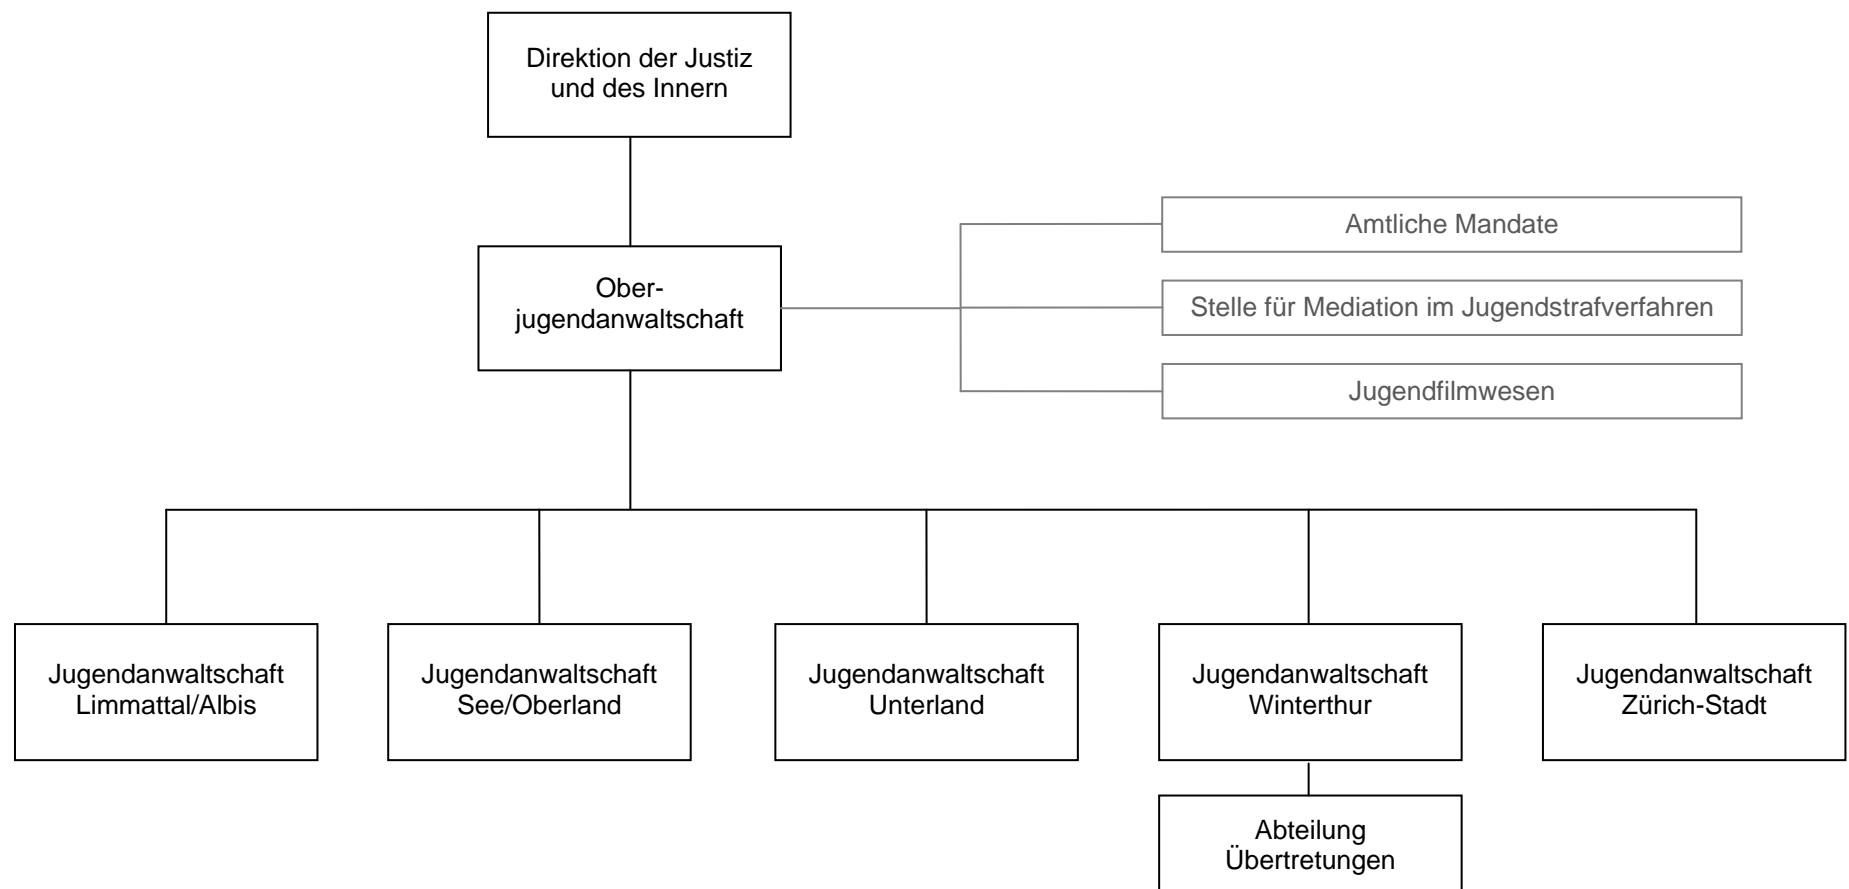 Direktion der Justiz
und des Innern
Ober-
jugendanwaltschaft
Amtliche Mandate
Stelle für Mediation im Jugendstrafverfahren
Jugendfilmwesen
Jugendanwaltschaft
Limmattal/Albis
Jugendanwaltschaft
See/Oberland
Jugendanwaltschaft
Unterland
Jugendanwaltschaft
Winterthur
Jugendanwaltschaft
Zürich-Stadt
Abteilung
Übertretungen